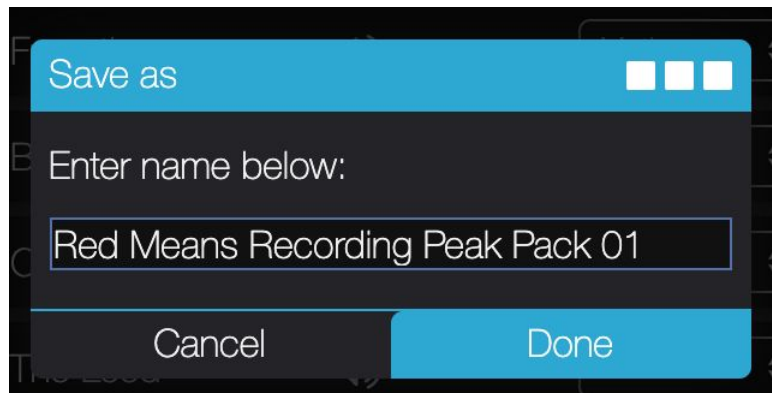 Save as
Enter name below:
Red Means Recording Peak Pack 01
Cancel
Done